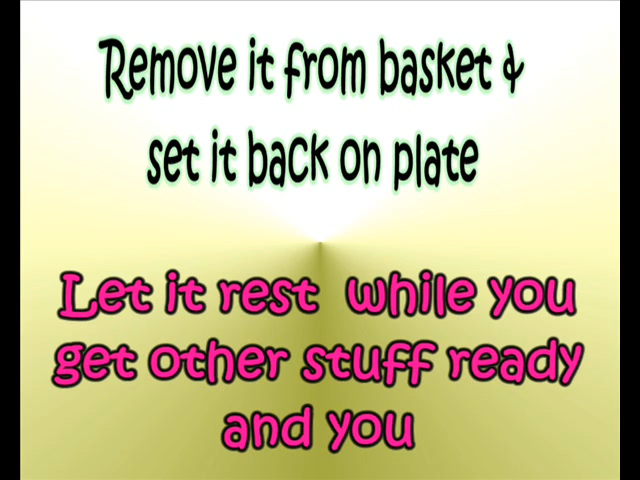 Remove it from basket &
set it back on plate
Let it rest while you
get other stuff ready
and you